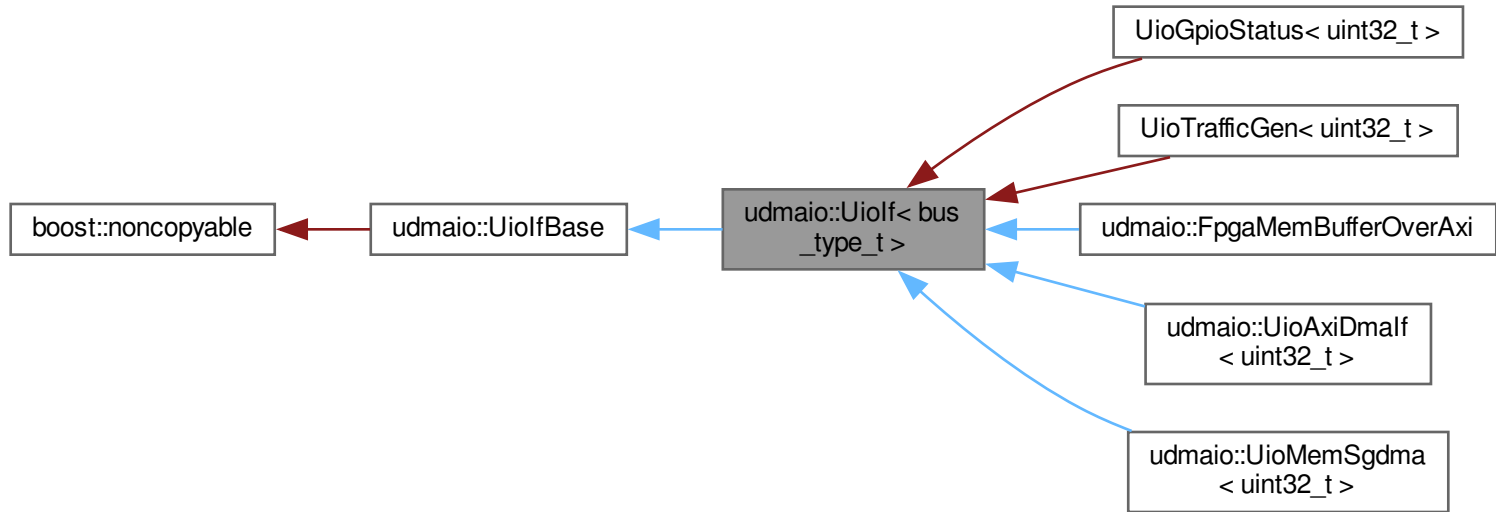 UioGpioStatus< uint32_t >
UioTrafficGen< uint32_t >
boost::noncopyable
udmaio::UioIfBase
udmaio::UioIf< bus
_type_t >
udmaio::FpgaMemBufferOverAxi
udmaio::UioAxiDmaIf
< uint32_t >
udmaio::UioMemSgdma
< uint32_t >